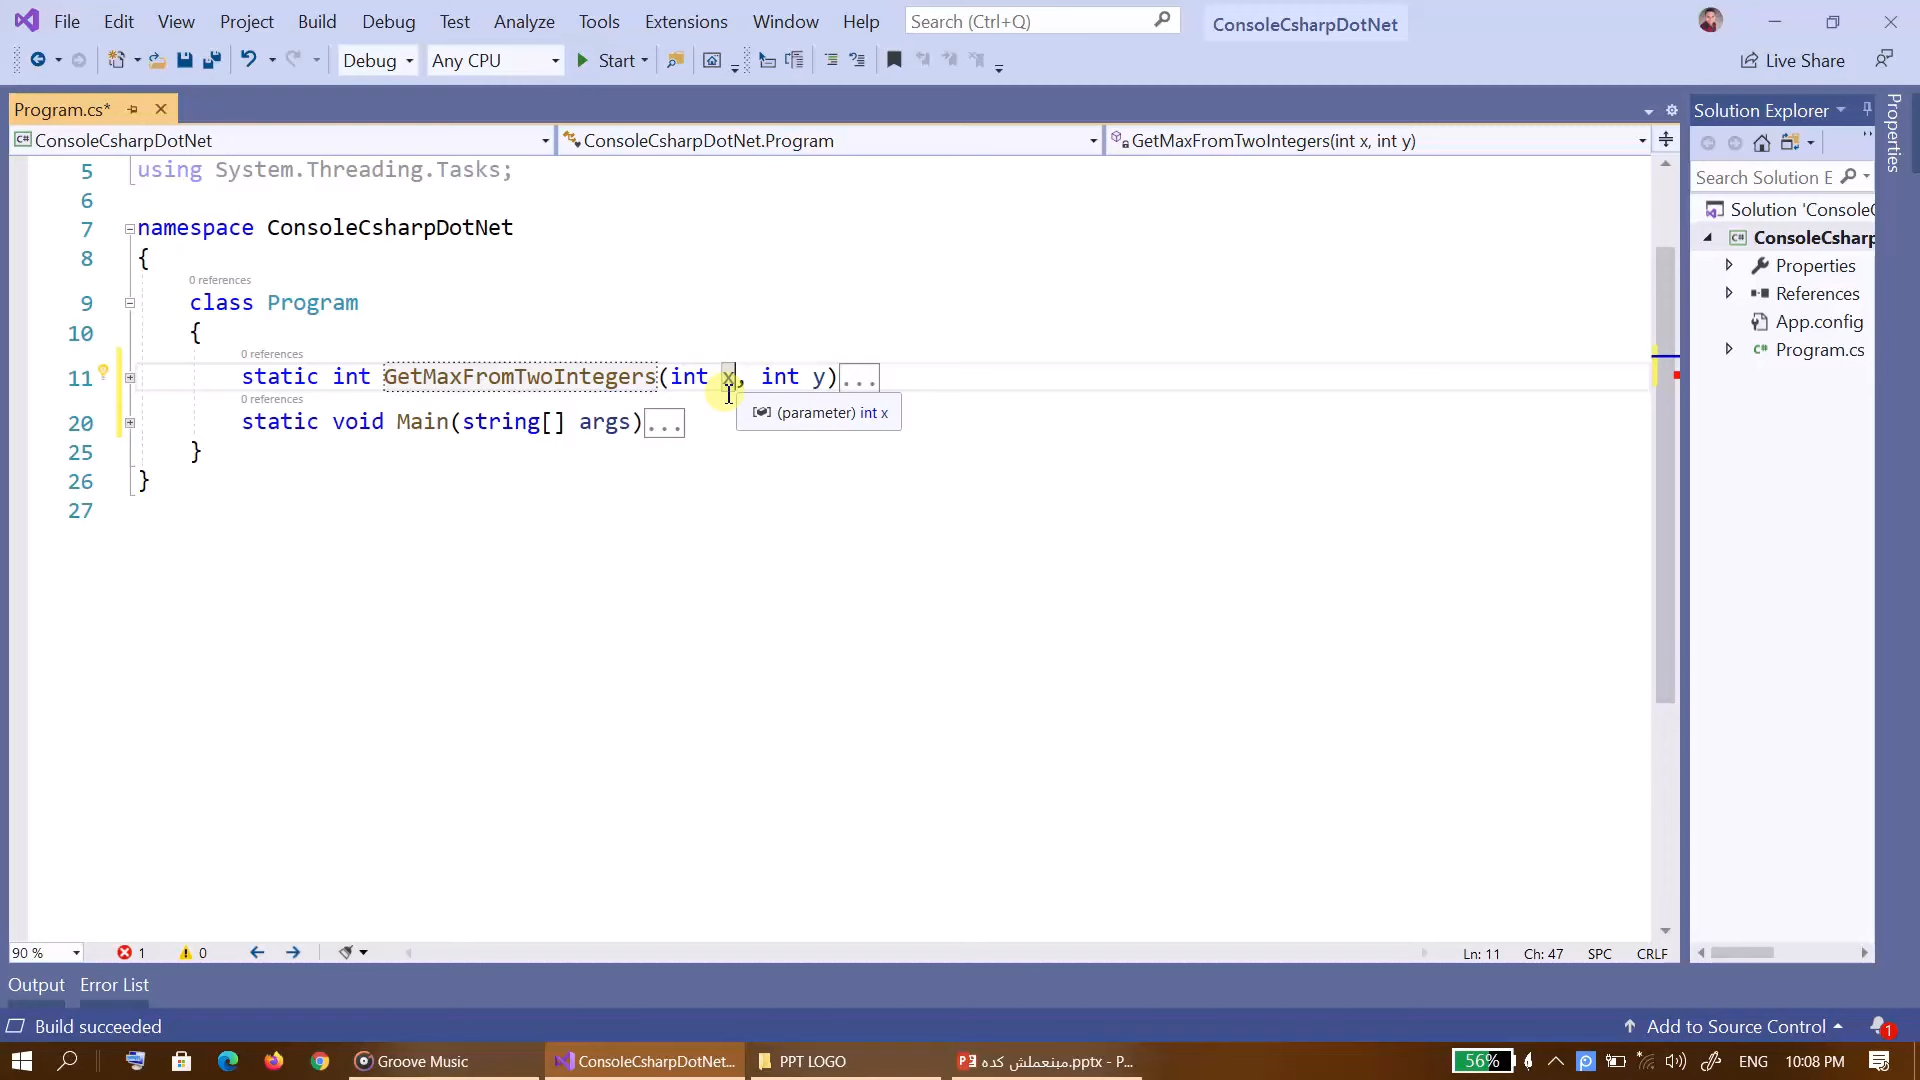 File Edit View Project Build Debug Test Analyze Tools Extensions Window Help Search (Ctrl+Q) ConsoleCsharpDotNet
Debug Any CPU Start Live Share
Program.cs*
ConsoleCsharpDotNet ConsoleCsharpDotNet.Program GetMaxFromTwoIntegers(int x, int y)
5 using System.Threading.Tasks;
6
7 namespace ConsoleCsharpDotNet
8 {
0 references
9 class Program
10 {
0 references
11 static int GetMaxFromTwoIntegers(int x, int y)...
(parameter) int x
0 references
20 static void Main(string[] args)...
25 }
26 }
27
Solution Explorer
Search Solution E
Solution 'ConsoleC
ConsoleCsharp
Properties
References
App.config
Program.cs
Properties
90 % 1 0 Ln: 11 Ch: 47 SPC CRLF
Output Error List
Build succeeded Add to Source Control 1
Groove Music ConsoleCsharpDotNet... PPT LOGO مبنعملش كده.pptx - P... 56% ENG 10:08 PM